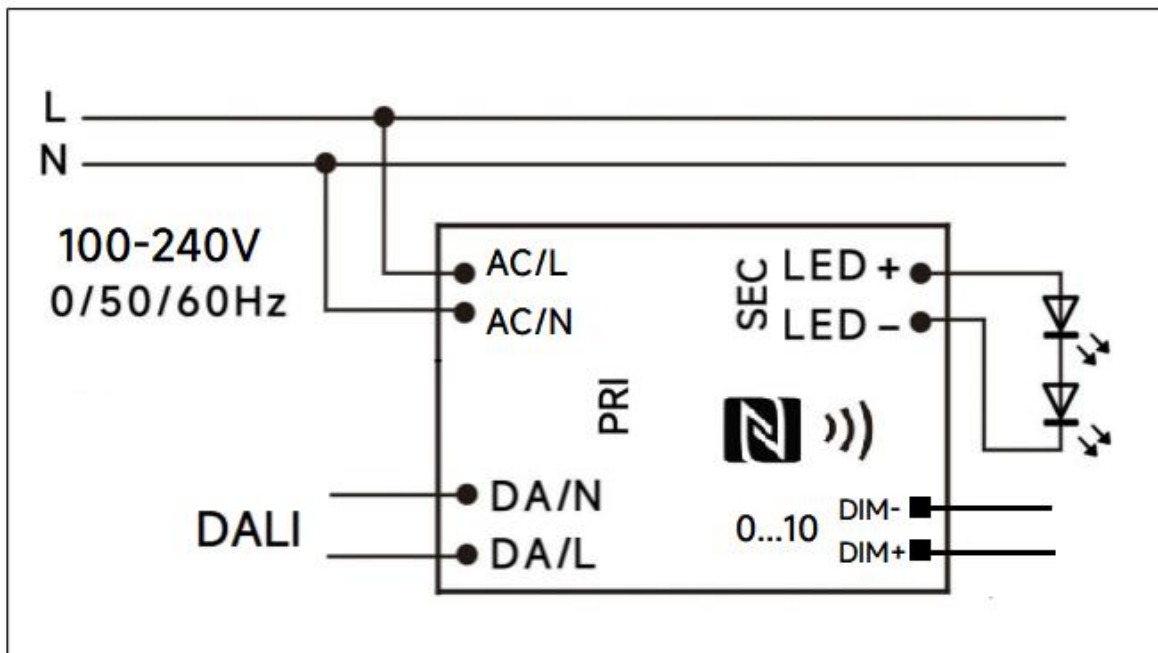 L
N
100-240V
0/50/60Hz
AC/L
AC/N
PRI
SEC
LED +
LED -
DALI
DA/N
DA/L
0...10
DIM-
DIM+